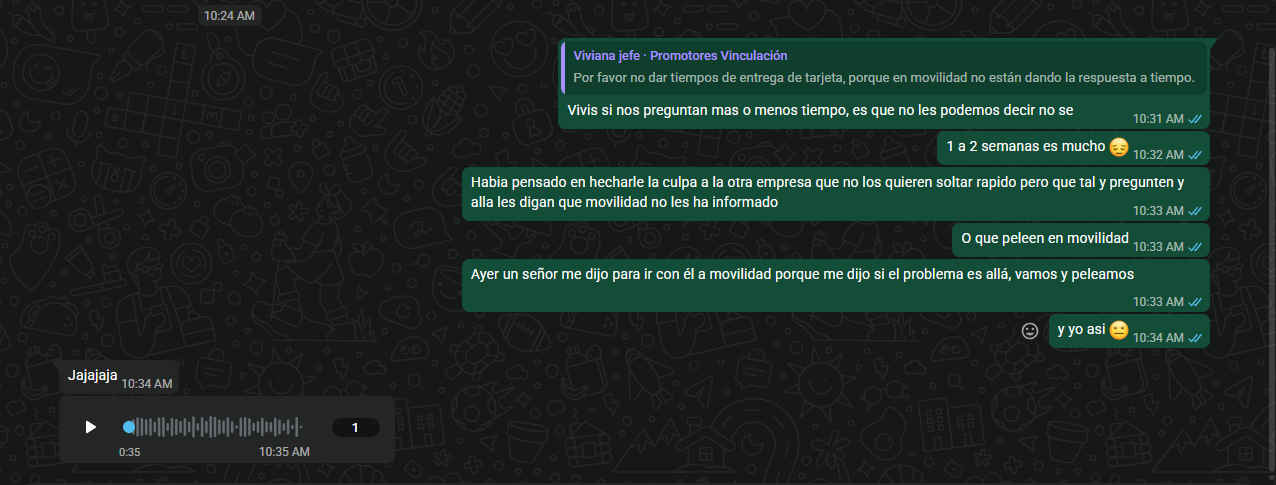 10:24 AM
Viviana jefe · Promotores Vinculación
Por favor no dar tiempos de entrega de tarjeta, porque en movilidad no están dando la respuesta a tiempo.
Vivis si nos preguntan mas o menos tiempo, es que no les podemos decir no se
10:31 AM
1 a 2 semanas es mucho 😔 10:32 AM
Habia pensado en hecharle la culpa a la otra empresa que no los quieren soltar rapido pero que tal y pregunten y
alla les digan que movilidad no les ha informado
10:33 AM
O que peleen en movilidad 10:33 AM
Ayer un señor me dijo para ir con él a movilidad porque me dijo si el problema es allá, vamos y peleamos
10:33 AM
y yo asi 😐 10:34 AM
Jajajaja 10:34 AM
1
0:35 10:35 AM